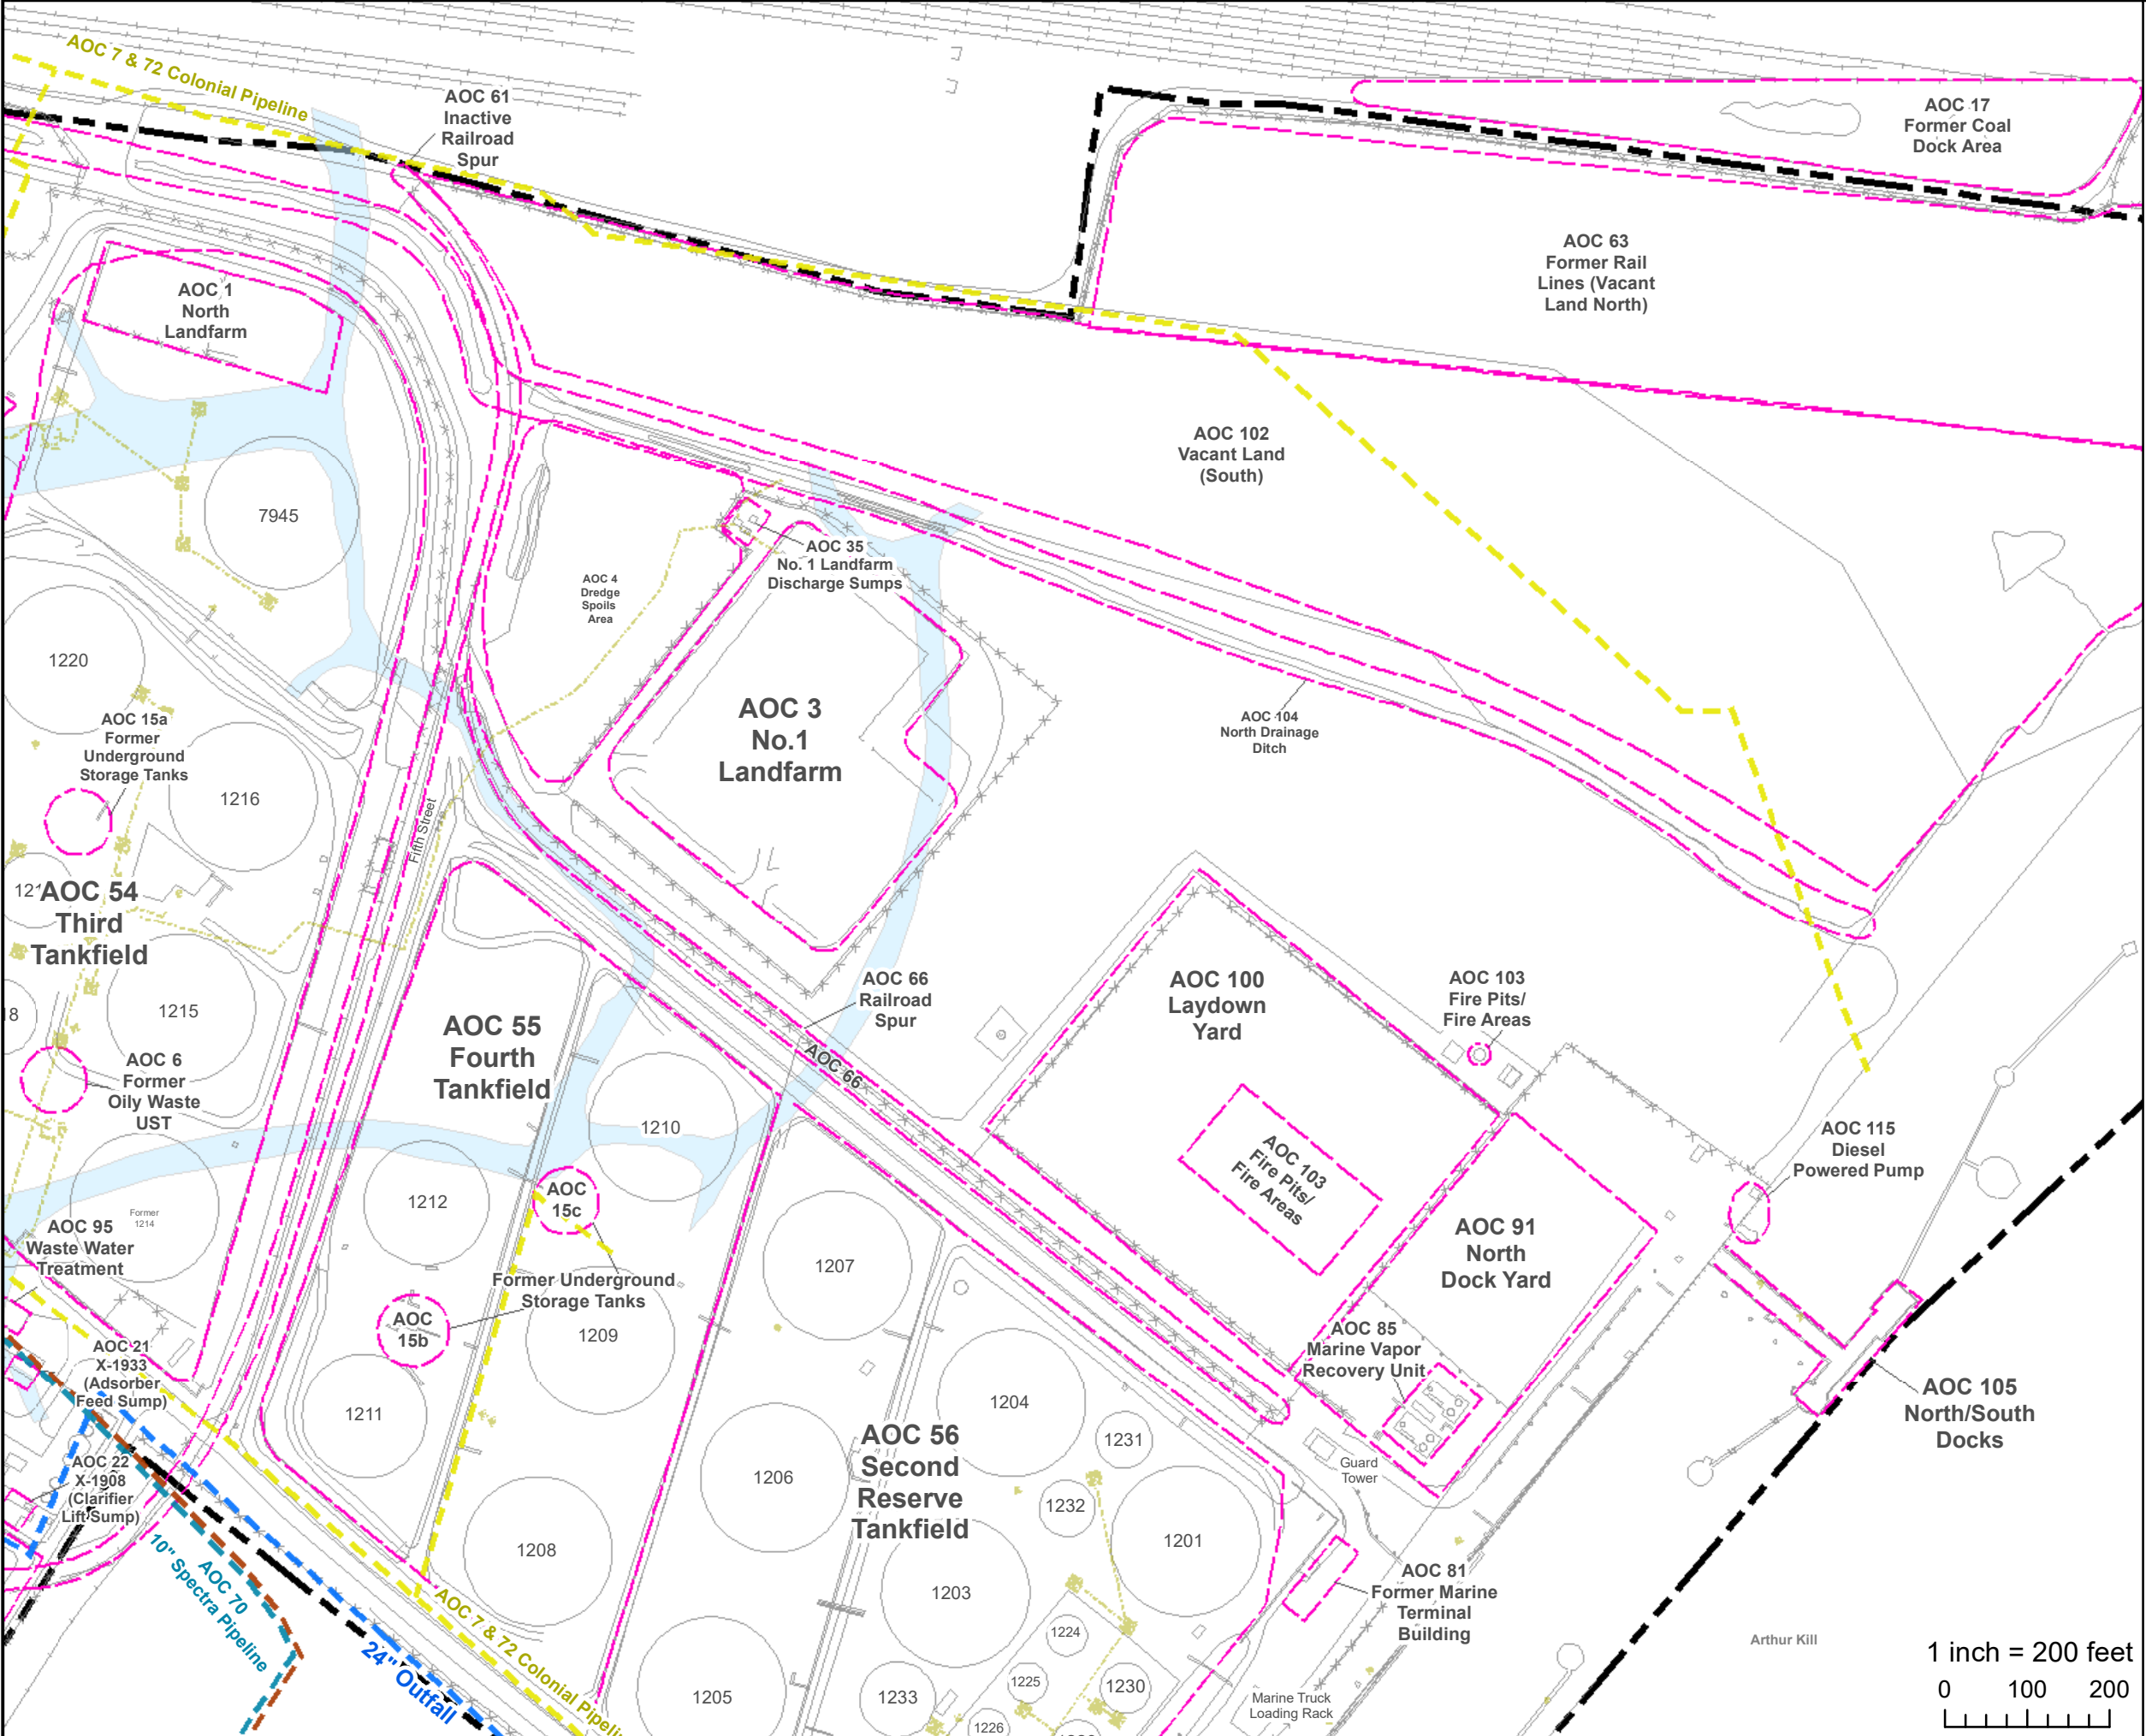 AOC 7 & 72 Colonial Pipeline
AOC 61
Inactive
Railroad
Spur
AOC 17
Former Coal
Dock Area
AOC 63
Former Rail
Lines (Vacant
Land North)
AOC 1
North
Landfarm
AOC 102
Vacant Land
(South)
7945
AOC 35
No. 1 Landfarm
Discharge Sumps
AOC 4
Dredge
Spoils
Area
1220
AOC 3
No.1
Landfarm
AOC 104
North Drainage
Ditch
AOC 15a
Former
Underground
Storage Tanks
1216
Fifth Street
AOC 54
Third
Tankfield
AOC 66
Railroad
Spur
AOC 100
Laydown
Yard
AOC 103
Fire Pits/
Fire Areas
1215
18
AOC 55
Fourth
Tankfield
AOC 66
AOC 6
Former
Oily Waste
UST
1210
AOC 103
Fire Pits/
Fire Areas
AOC 115
Diesel
Powered Pump
1212
AOC
15c
Former
1214
AOC 95
Waste Water
Treatment
1207
AOC 91
North
Dock Yard
Former Underground
Storage Tanks
AOC
15b
1209
AOC 85
Marine Vapor
Recovery Unit
AOC 21
X-1933
(Adsorber
Feed Sump)
AOC 105
North/South
Docks
1211
1204
1231
AOC 56
Second
Reserve
Tankfield
AOC 22
X-1908
(Clarifier
Lift Sump)
1206
Guard
Tower
1232
1208
1201
AOC 70
10" Spectra Pipeline
1203
AOC 81
Former Marine
Terminal
Building
AOC 7 & 72 Colonial Pipeli
24" Outfall
1224
Arthur Kill
1225
1230
1205
1233
1226
Marine Truck
Loading Rack
1 inch = 200 feet
0 100 200